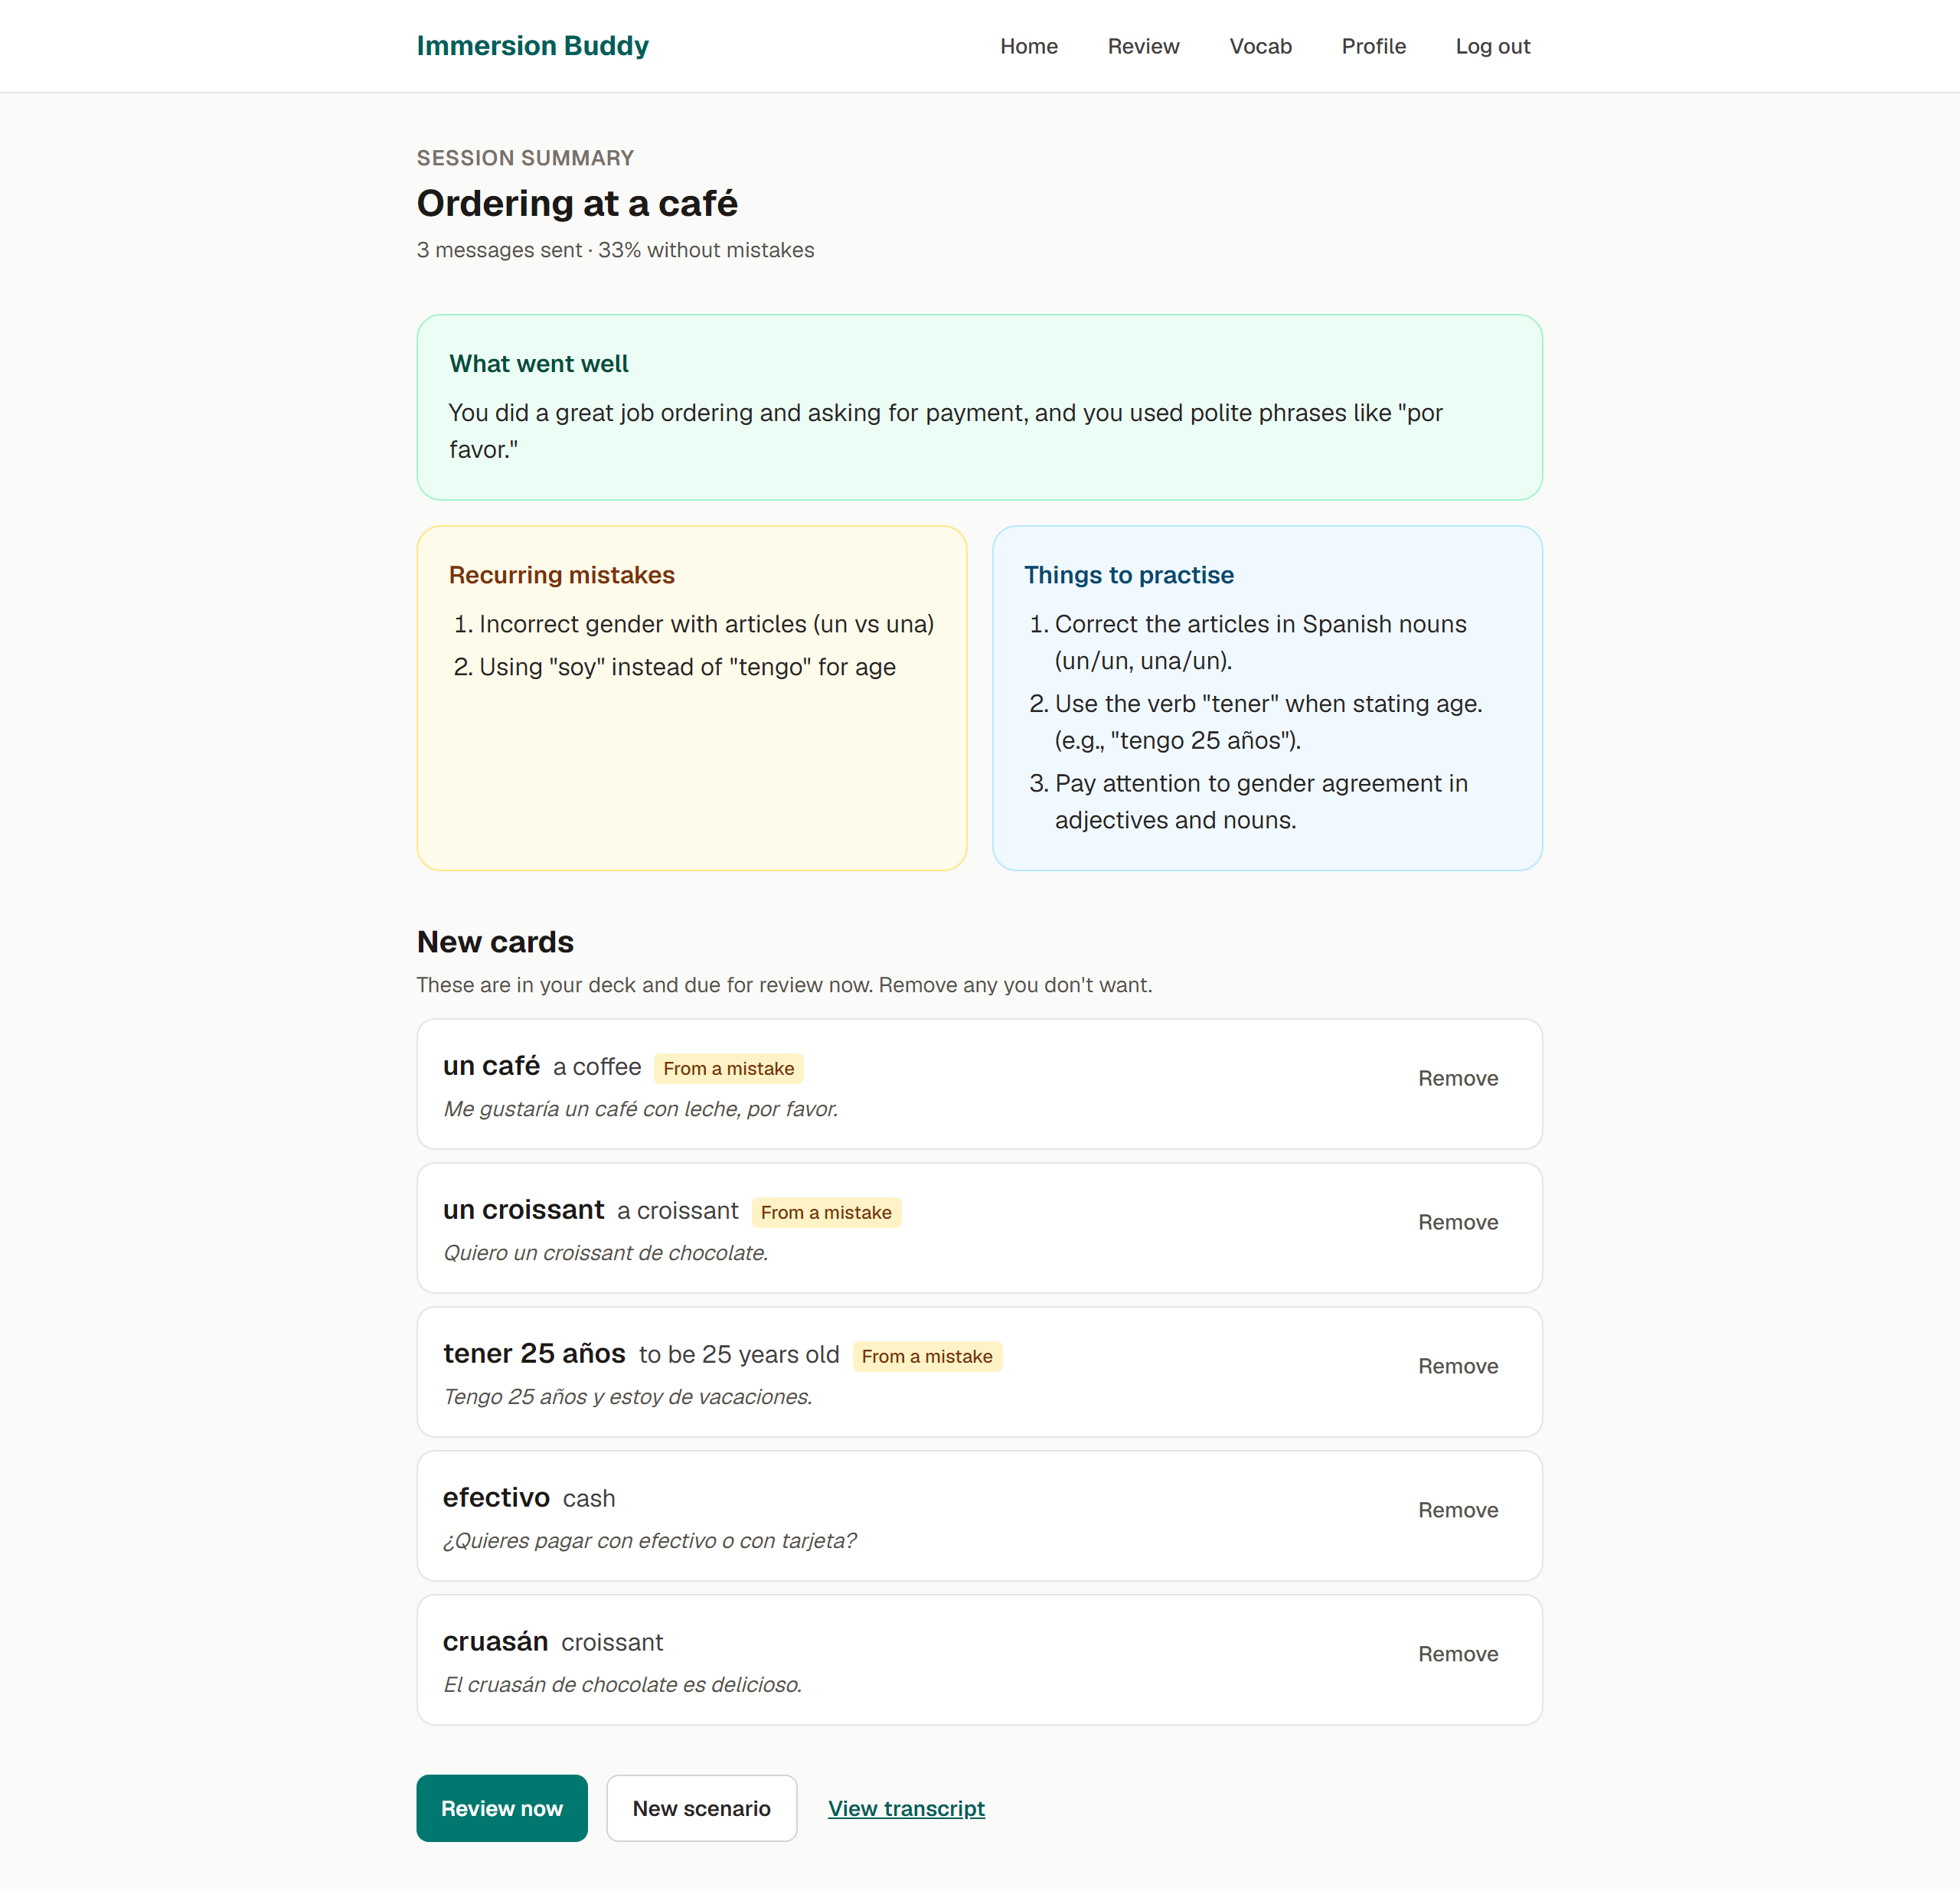 Immersion Buddy
Home
Review
Vocab
Profile
Log out
SESSION SUMMARY
Ordering at a café
3 messages sent · 33% without mistakes
What went well
You did a great job ordering and asking for payment, and you used polite phrases like "por
favor."
Recurring mistakes
1. Incorrect gender with articles (un vs una)
2. Using "soy" instead of "tengo" for age
Things to practise
1. Correct the articles in Spanish nouns
(un/un, una/un).
2. Use the verb "tener" when stating age.
(e.g., "tengo 25 años").
3. Pay attention to gender agreement in
adjectives and nouns.
New cards
These are in your deck and due for review now. Remove any you don't want.
un café a coffee From a mistake
Me gustaría un café con leche, por favor.
Remove
un croissant a croissant From a mistake
Quiero un croissant de chocolate.
Remove
tener 25 años to be 25 years old From a mistake
Tengo 25 años y estoy de vacaciones.
Remove
efectivo cash
¿Quieres pagar con efectivo o con tarjeta?
Remove
cruasán croissant
El cruasán de chocolate es delicioso.
Remove
Review now
New scenario
View transcript